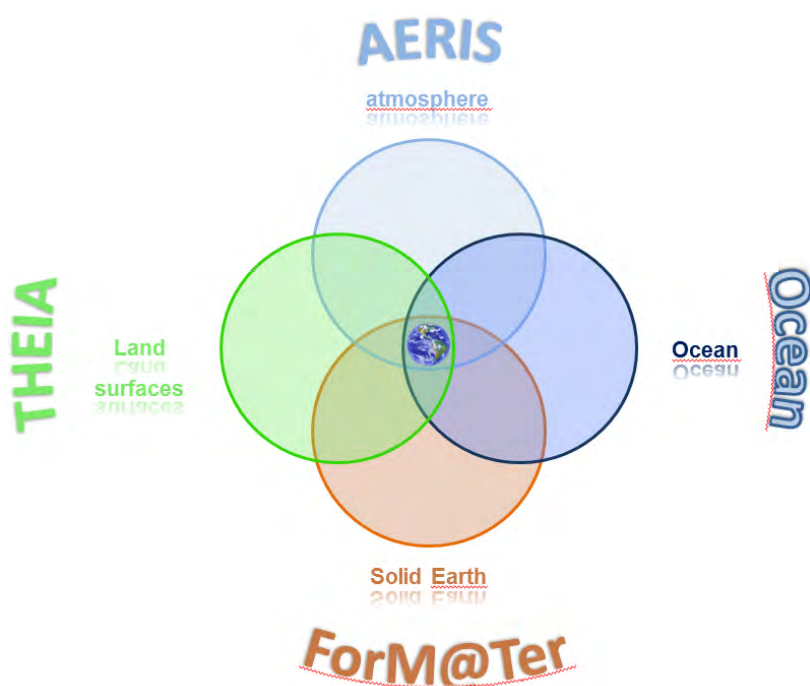 AERIS
atmosphere
THEIA
Land
surfaces
Ocean
Ocean
Solid Earth
ForM@Ter